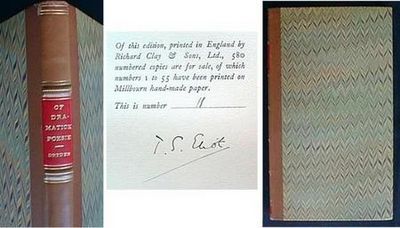 OF
DRA-
MATICK
POESIE
DRYDEN
Of this edition, printed in England by
Richard Clay & Sons, Ltd., 580
numbered copies are for sale, of which
numbers 1 to 55 have been printed on
Millbourn hand-made paper.
This is number 18
T. S. Eliot